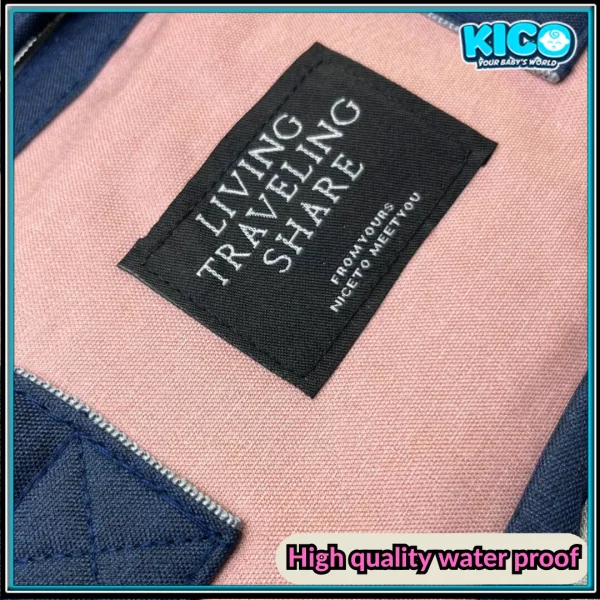 KICO
YOUR BABY'S WORLD
LIVING
TRAVELING
SHARE
FROMYOURS
NICETO MEETYOU
High quality water proof